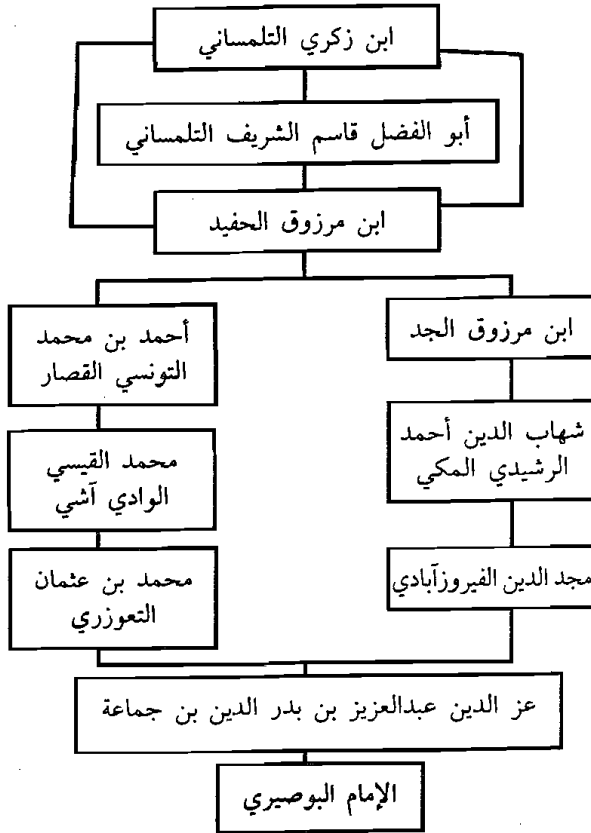 ابن زكري التلمساني
أبو الفضل قاسم الشريف التلمساني
ابن مرزوق الحفيد
ابن مرزوق الجد
أحمد بن محمد
التونسي القصار
شهاب الدين أحمد
الرشيدي المكي
محمد القيسي
الوادي آشي
مجد الدين الفيروزآبادي
محمد بن عثمان
التعوزري
عز الدين عبدالعزيز بن بدر الدين بن جماعة
الإمام البوصيري